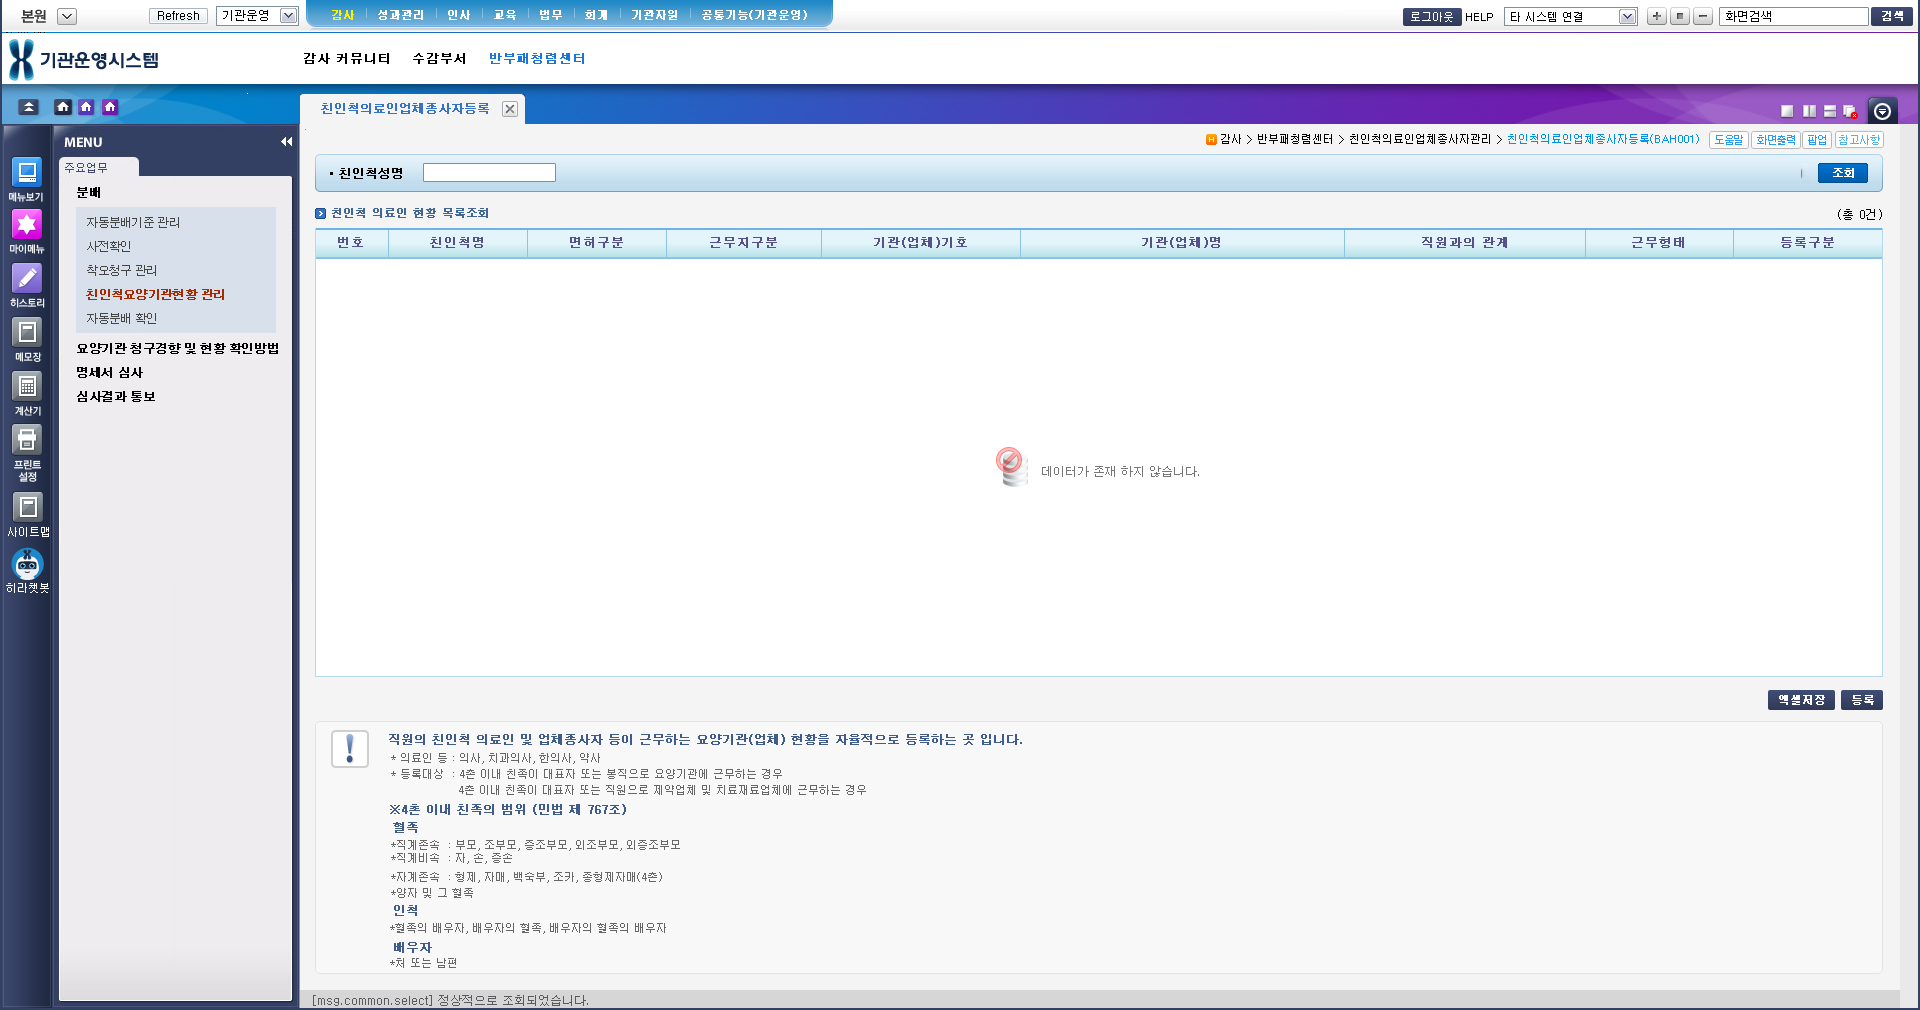 본원
Refresh
기관운영
감사 성과관리 인사 교육 법무 회계 기관자원 공통기능(기관운영)
로그아웃 HELP
타 시스템 연결
화면검색
검색
기관운영시스템
감사 커뮤니티 수감부서 반부패청렴센터
친인척의료인업체종사자등록
MENU
주요업무
분배
자동분배기준 관리
사전확인
착오청구 관리
친인척요양기관현황 관리
자동분배 확인
요양기관 청구경향 및 현황 확인방법
명세서 심사
심사결과 통보
메뉴보기
마이메뉴
히스토리
메모장
계산기
프린트
설정
사이트맵
히라챗봇
H 감사 > 반부패청렴센터 > 친인척의료인업체종사자관리 > 친인척의료인업체종사자등록(BAH001) 도움말 화면출력 팝업 참고사항
• 친인척성명
조회
친인척 의료인 현황 목록조회
(총 0건)
번호 친인척명 면허구분 근무지구분 기관(업체)기호 기관(업체)명 직원과의 관계 근무형태 등록구분
데이터가 존재 하지 않습니다.
엑셀저장 등록
직원의 친인척 의료인 및 업체종사자 등이 근무하는 요양기관(업체) 현황을 자율적으로 등록하는 곳 입니다.
* 의료인 등 : 의사, 치과의사, 한의사, 약사
* 등록대상 : 4촌 이내 친족이 대표자 또는 봉직으로 요양기관에 근무하는 경우
4촌 이내 친족이 대표자 또는 직원으로 제약업체 및 치료재료업체에 근무하는 경우
※4촌 이내 친족의 범위 (민법 제 767조)
혈족
*직계존속 : 부모, 조부모, 증조부모, 외조부모, 외증조부모
*직계비속 : 자, 손, 증손
*자계존속 : 형제, 자매, 백숙부, 조카, 종형제자매(4촌)
*양자 및 그 혈족
인척
*혈족의 배우자, 배우자의 혈족, 배우자의 혈족의 배우자
배우자
*처 또는 남편
[msg.common.select] 정상적으로 조회되었습니다.